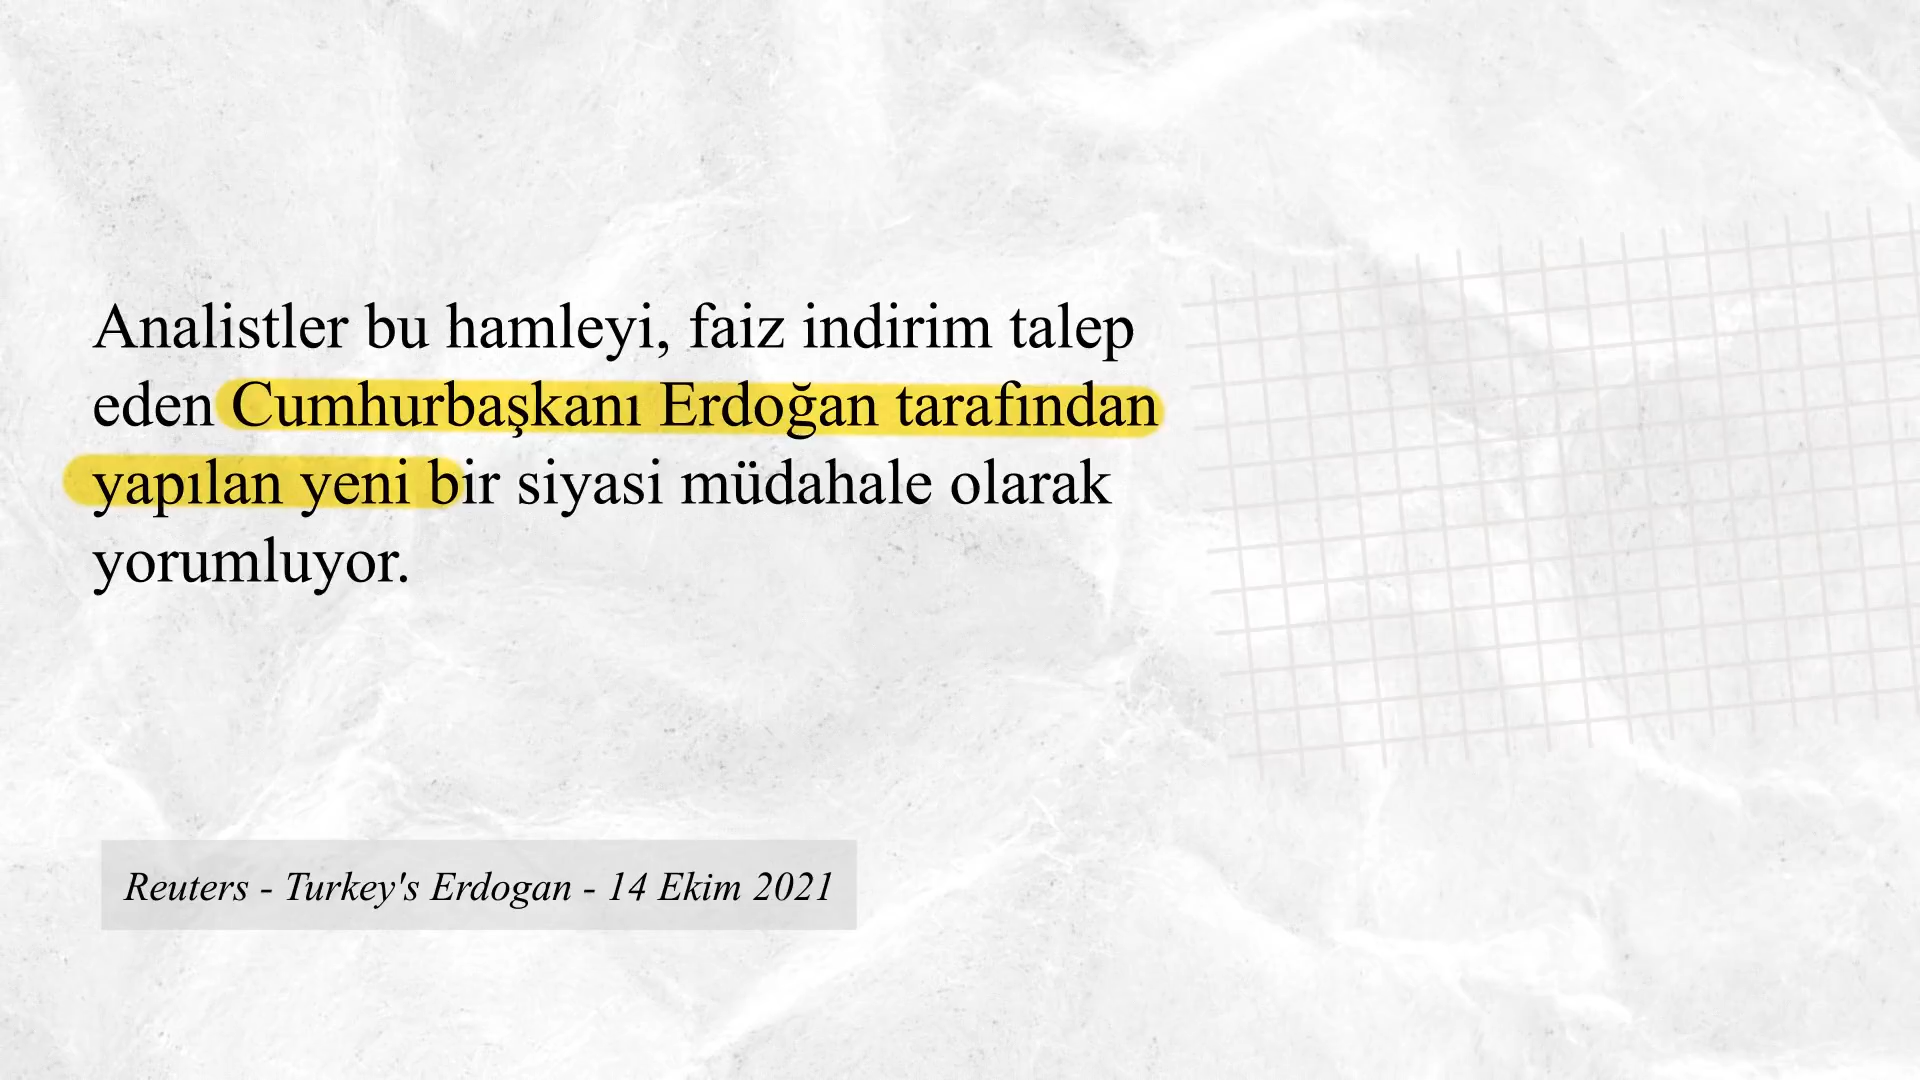 Analistler bu hamleyi, faiz indirim talep
eden Cumhurbaşkanı Erdoğan tarafından
yapılan yeni bir siyasi müdahale olarak
yorumluyor.
Reuters - Turkey's Erdogan - 14 Ekim 2021